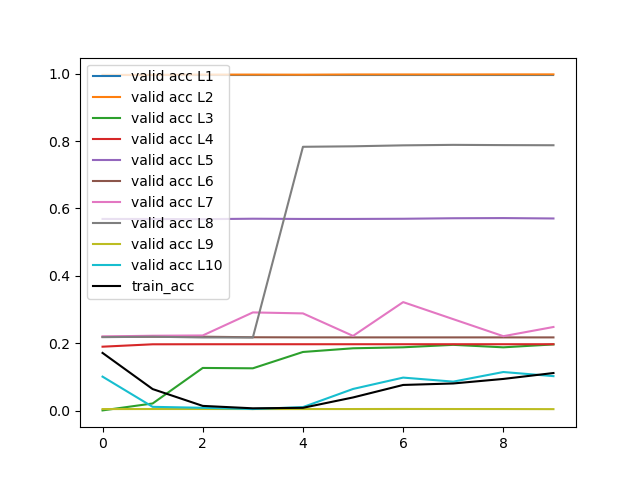 1.0
0.8
0.6
0.4
0.2
0.0
valid acc L1
valid acc L2
valid acc L3
valid acc L4
valid acc L5
valid acc L6
valid acc L7
valid acc L8
valid acc L9
valid acc L10
train_acc
0 2 4 6 8